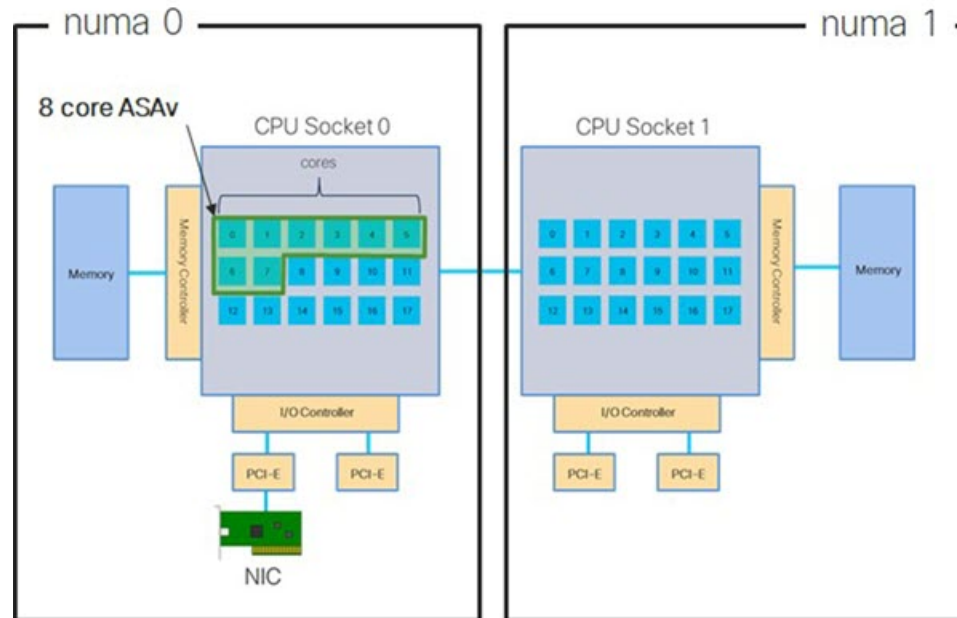 numa 0
numa 1
8 core ASAv
CPU Socket 0
CPU Socket 1
cores
Memory
Memory Controller
0 1 2 3 4 5
6 7 8 9 10 11
12 13 14 15 16 17
0 1 2 3 4 5
6 7 8 9 10 11
12 13 14 15 16 17
Memory Controller
Memory
I/O Controller
I/O Controller
PCI-E
PCI-E
PCI-E
PCI-E
NIC